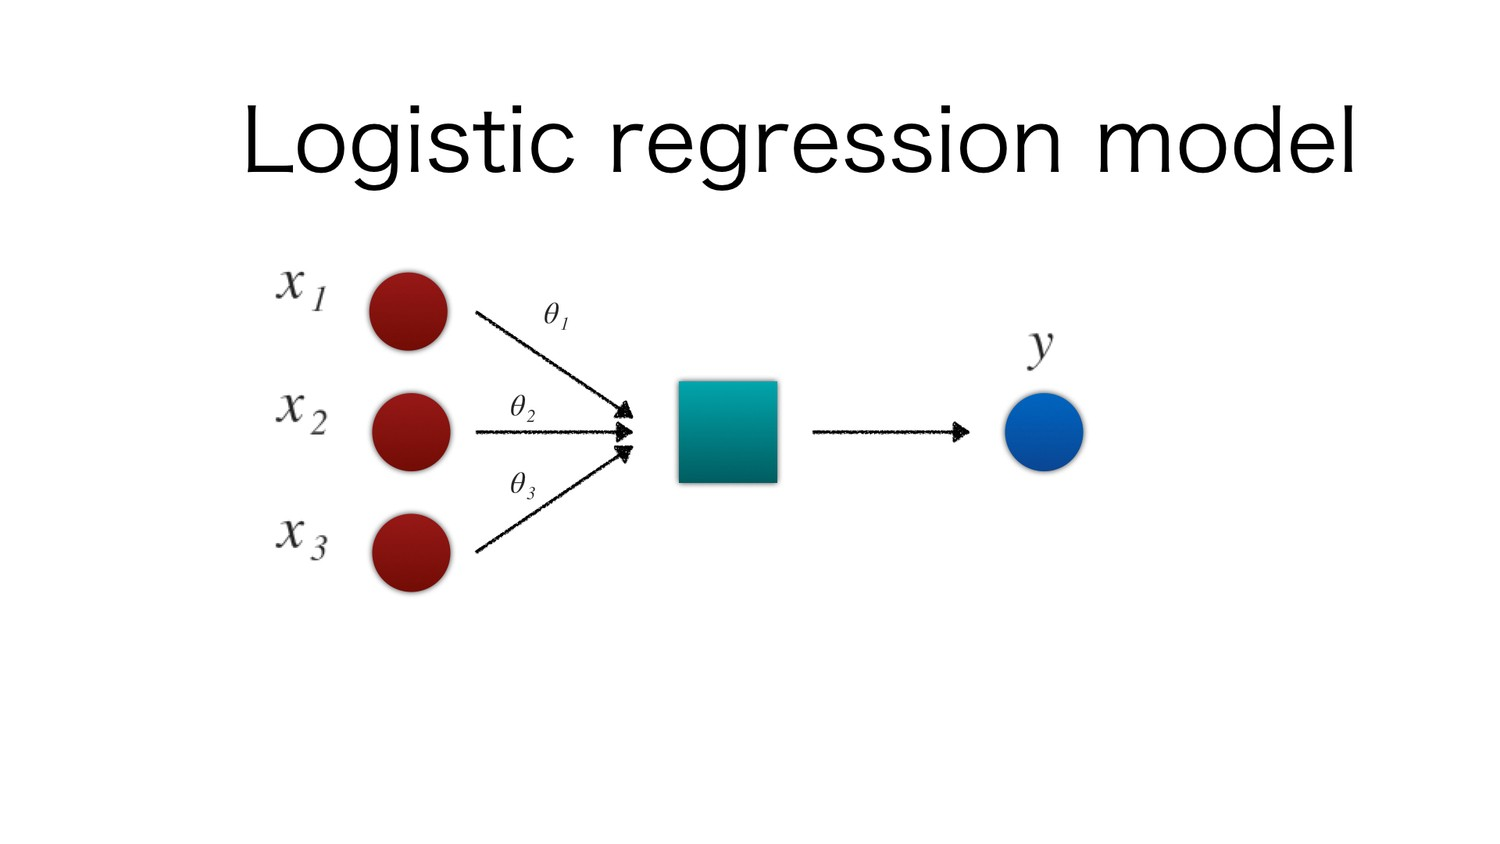 Logistic regression model
x₁
θ₁
x₂
θ₂
x₃
θ₃
y